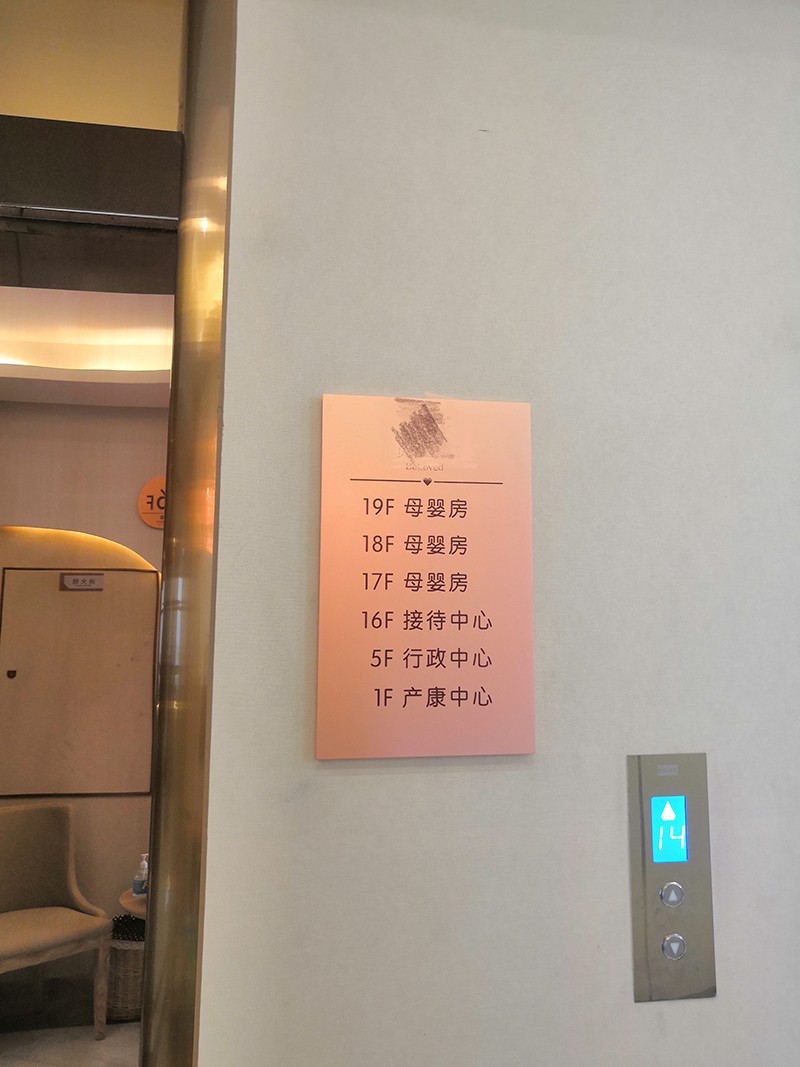 Beloved
19F 母婴房
18F 母婴房
17F 母婴房
16F 接待中心
5F 行政中心
1F 产康中心
14